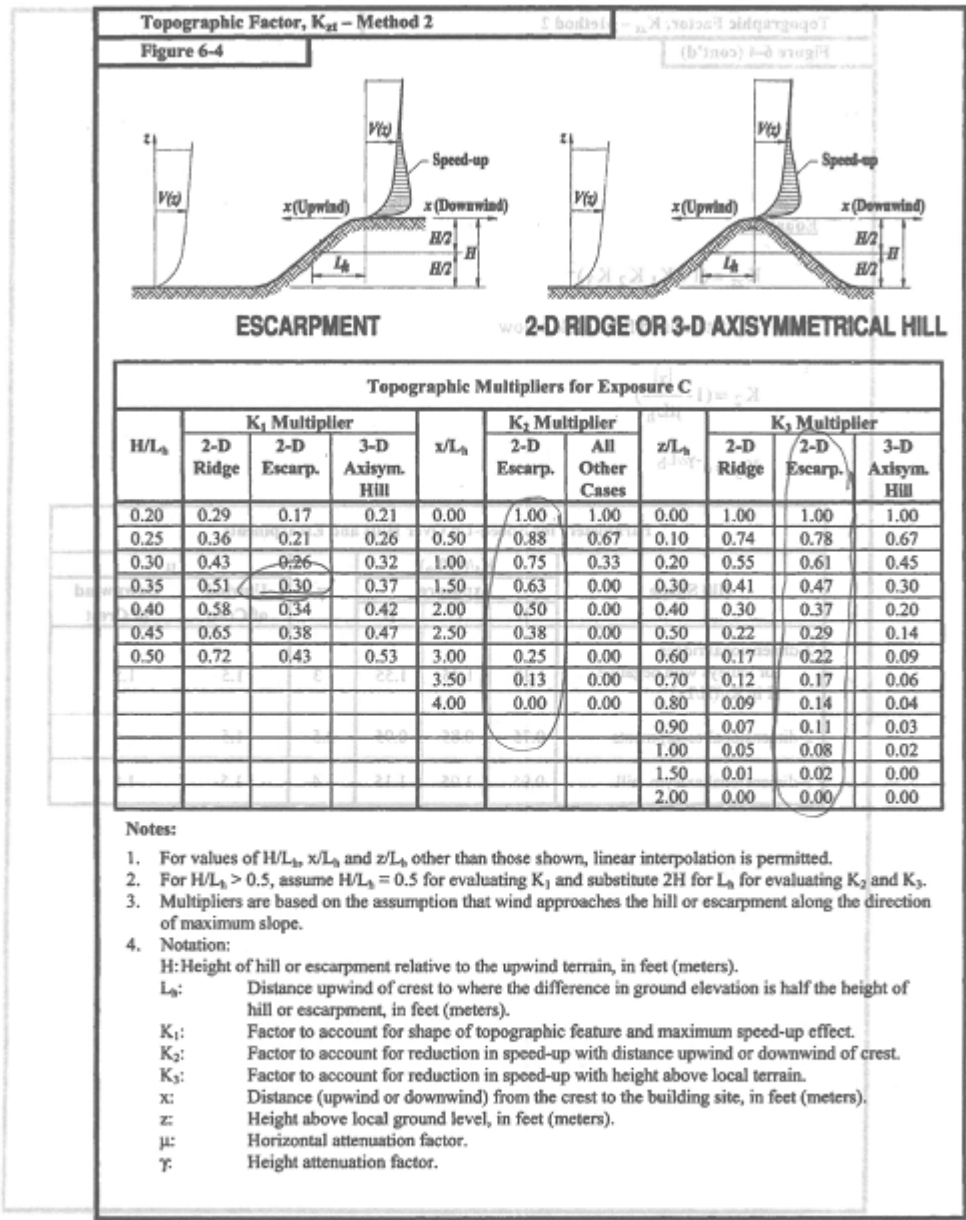 Topographic Factor, Kzt – Method 2
Figure 6-4
z
V(z)
V(z)
Speed-up
x (Upwind)
x (Downwind)
H/2
H
H/2
Lh
ESCARPMENT
z
V(z)
V(z)
Speed-up
x (Upwind)
x (Downwind)
H/2
H
H/2
Lh
2-D RIDGE OR 3-D AXISYMMETRICAL HILL
Topographic Multipliers for Exposure C
H/Lh K1 Multiplier x/Lh K2 Multiplier z/Lh K3 Multiplier
2-D Ridge 2-D Escarp. 3-D Axisym. Hill 2-D Escarp. All Other Cases 2-D Ridge 2-D Escarp. 3-D Axisym. Hill
0.20 0.29 0.17 0.21 0.00 1.00 1.00 0.00 1.00 1.00 1.00
0.25 0.36 0.21 0.26 0.50 0.88 0.67 0.10 0.74 0.78 0.67
0.30 0.43 0.26 0.32 1.00 0.75 0.33 0.20 0.55 0.61 0.45
0.35 0.51 0.30 0.37 1.50 0.63 0.00 0.30 0.41 0.47 0.30
0.40 0.58 0.34 0.42 2.00 0.50 0.00 0.40 0.30 0.37 0.20
0.45 0.65 0.38 0.47 2.50 0.38 0.00 0.50 0.22 0.29 0.14
0.50 0.72 0.43 0.53 3.00 0.25 0.00 0.60 0.17 0.22 0.09
3.50 0.13 0.00 0.70 0.12 0.17 0.06
4.00 0.00 0.00 0.80 0.09 0.14 0.04
0.90 0.07 0.11 0.03
1.00 0.05 0.08 0.02
1.50 0.01 0.02 0.00
2.00 0.00 0.00 0.00
Notes:
1. For values of H/Lh, x/Lh and z/Lh other than those shown, linear interpolation is permitted.
2. For H/Lh > 0.5, assume H/Lh = 0.5 for evaluating K1 and substitute 2H for Lh for evaluating K2 and K3.
3. Multipliers are based on the assumption that wind approaches the hill or escarpment along the direction
of maximum slope.
4. Notation:
H: Height of hill or escarpment relative to the upwind terrain, in feet (meters).
Lh: Distance upwind of crest to where the difference in ground elevation is half the height of
hill or escarpment, in feet (meters).
K1: Factor to account for shape of topographic feature and maximum speed-up effect.
K2: Factor to account for reduction in speed-up with distance upwind or downwind of crest.
K3: Factor to account for reduction in speed-up with height above local terrain.
x: Distance (upwind or downwind) from the crest to the building site, in feet (meters).
z: Height above local ground level, in feet (meters).
μ: Horizontal attenuation factor.
γ: Height attenuation factor.